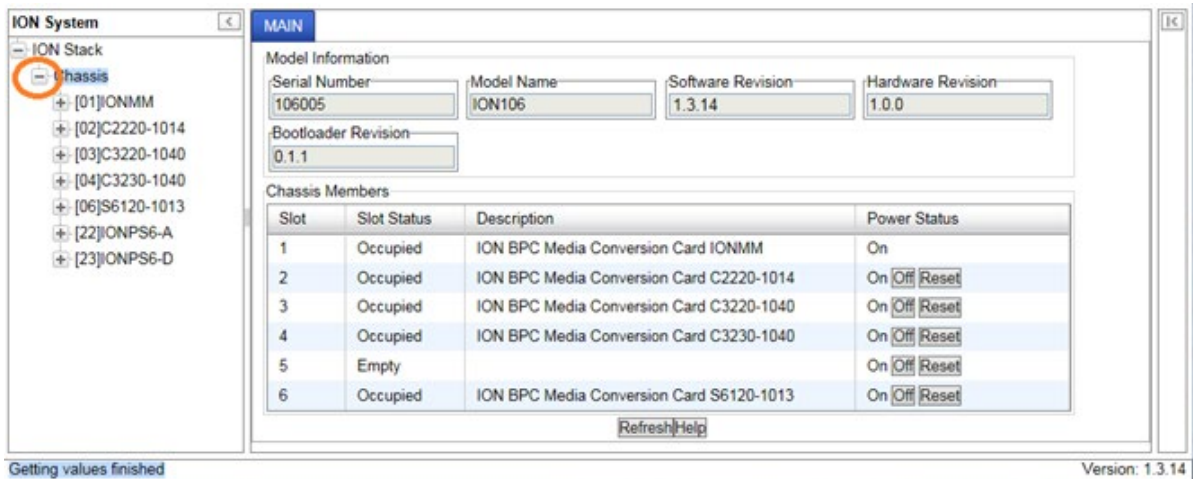 ION System
ION Stack
Chassis
[01]IONMM
[02]C2220-1014
[03]C3220-1040
[04]C3230-1040
[06]S6120-1013
[22]IONPS6-A
[23]IONPS6-D
MAIN
Model Information
Serial Number Model Name Software Revision Hardware Revision
106005 ION106 1.3.14 1.0.0
Bootloader Revision
0.1.1
Chassis Members
Slot Slot Status Description Power Status
1 Occupied ION BPC Media Conversion Card IONMM On
2 Occupied ION BPC Media Conversion Card C2220-1014 On Off Reset
3 Occupied ION BPC Media Conversion Card C3220-1040 On Off Reset
4 Occupied ION BPC Media Conversion Card C3230-1040 On Off Reset
5 Empty On Off Reset
6 Occupied ION BPC Media Conversion Card S6120-1013 On Off Reset
Refresh Help
Getting values finished Version: 1.3.14